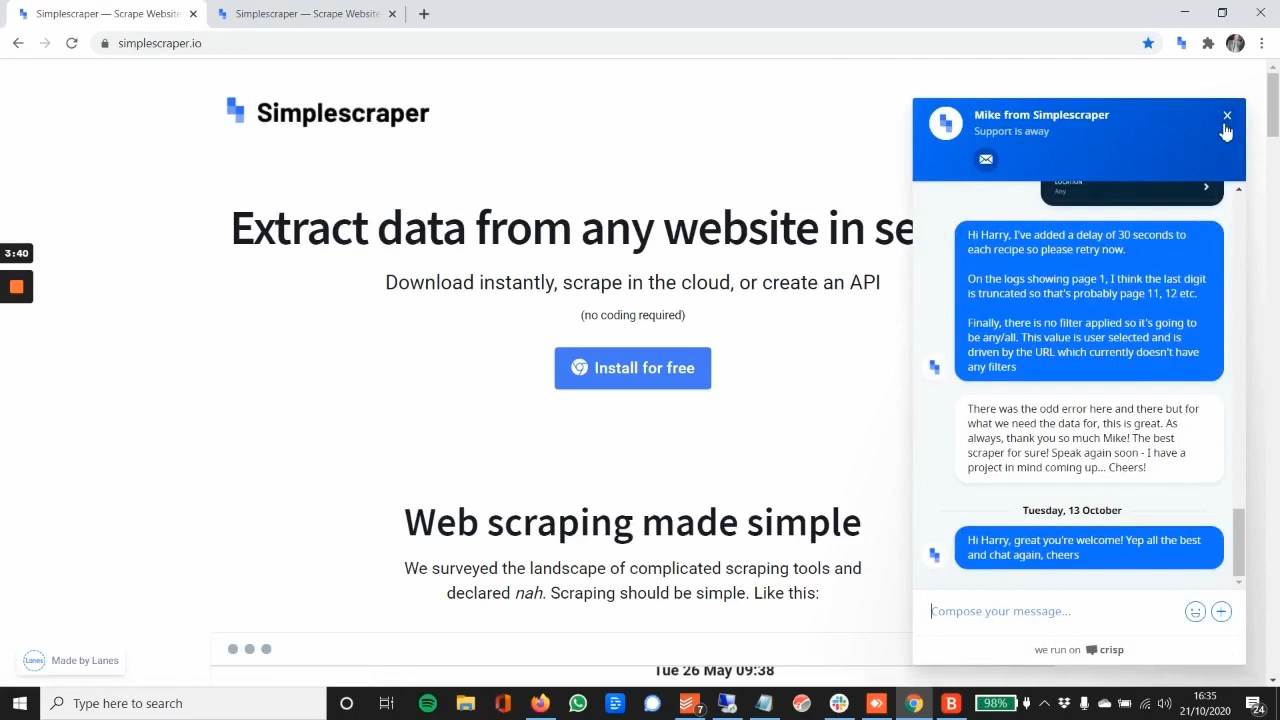 Simplescraper — Scrape Website
Simplescraper — Scrape Website
simplescraper.io
Simplescraper
Extract data from any website in se
Download instantly, scrape in the cloud, or create an API
(no coding required)
Install for free
Web scraping made simple
We surveyed the landscape of complicated scraping tools and
declared nah. Scraping should be simple. Like this:
Tue 26 May 09:38
3:40
Lanes
Made by Lanes
Mike from Simplescraper
Support is away
LOCATION
Any
Hi Harry, I've added a delay of 30 seconds to
each recipe so please retry now.
On the logs showing page 1, I think the last digit
is truncated so that's probably page 11, 12 etc.
Finally, there is no filter applied so it's going to
be any/all. This value is user selected and is
driven by the URL which currently doesn't have
any filters
There was the odd error here and there but for
what we need the data for, this is great. As
always, thank you so much Mike! The best
scraper for sure! Speak again soon - I have a
project in mind coming up... Cheers!
Tuesday, 13 October
Hi Harry, great you're welcome! Yep all the best
and chat again, cheers
Compose your message...
we run on crisp
Type here to search
7
B
98%
16:35
21/10/2020
24